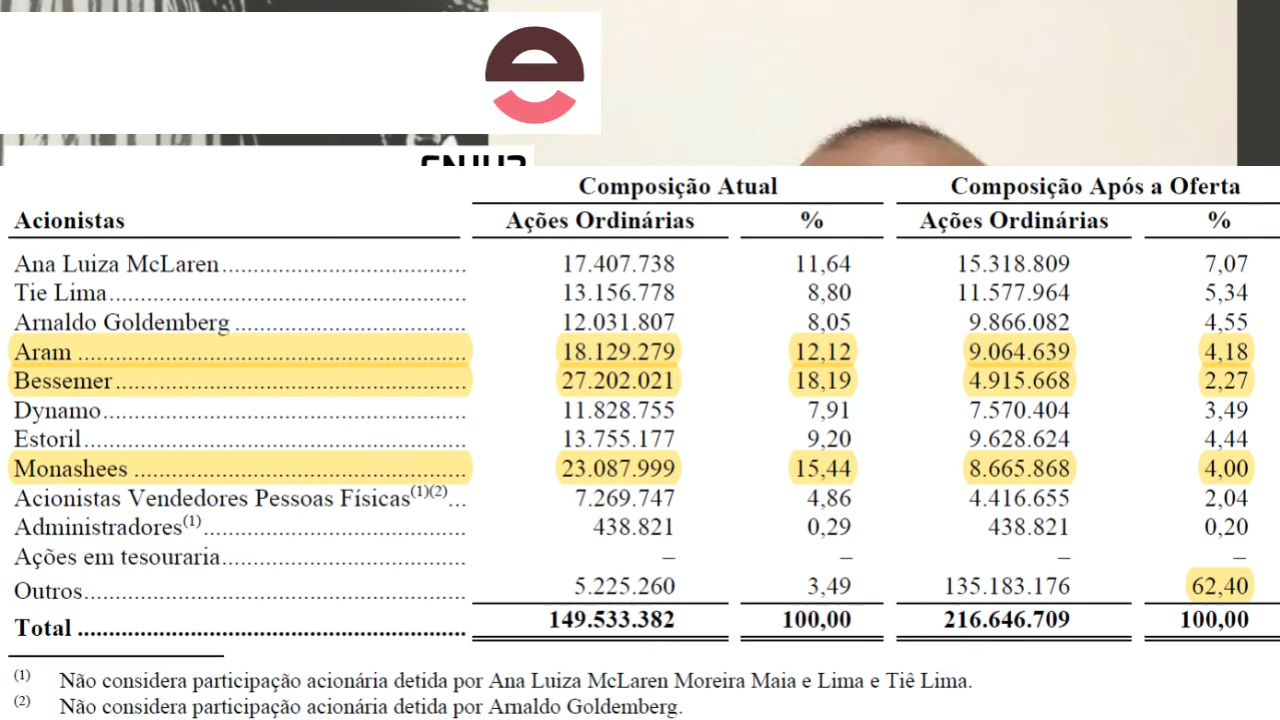 Composição Atual Composição Após a Oferta
Acionistas Ações Ordinárias % Ações Ordinárias %
Ana Luiza McLaren 17.407.738 11,64 15.318.809 7,07
Tie Lima 13.156.778 8,80 11.577.964 5,34
Arnaldo Goldemberg 12.031.807 8,05 9.866.082 4,55
Aram 18.129.279 12,12 9.064.639 4,18
Bessemer 27.202.021 18,19 4.915.668 2,27
Dynamo 11.828.755 7,91 7.570.404 3,49
Estoril 13.755.177 9,20 9.628.624 4,44
Monashees 23.087.999 15,44 8.665.868 4,00
Acionistas Vendedores Pessoas Físicas(1)(2) 7.269.747 4,86 4.416.655 2,04
Administradores(1) 438.821 0,29 438.821 0,20
Ações em tesouraria – – – –
Outros 5.225.260 3,49 135.183.176 62,40
Total 149.533.382 100,00 216.646.709 100,00
(1) Não considera participação acionária detida por Ana Luiza McLaren Moreira Maia e Lima e Tiê Lima.
(2) Não considera participação acionária detida por Arnaldo Goldemberg.